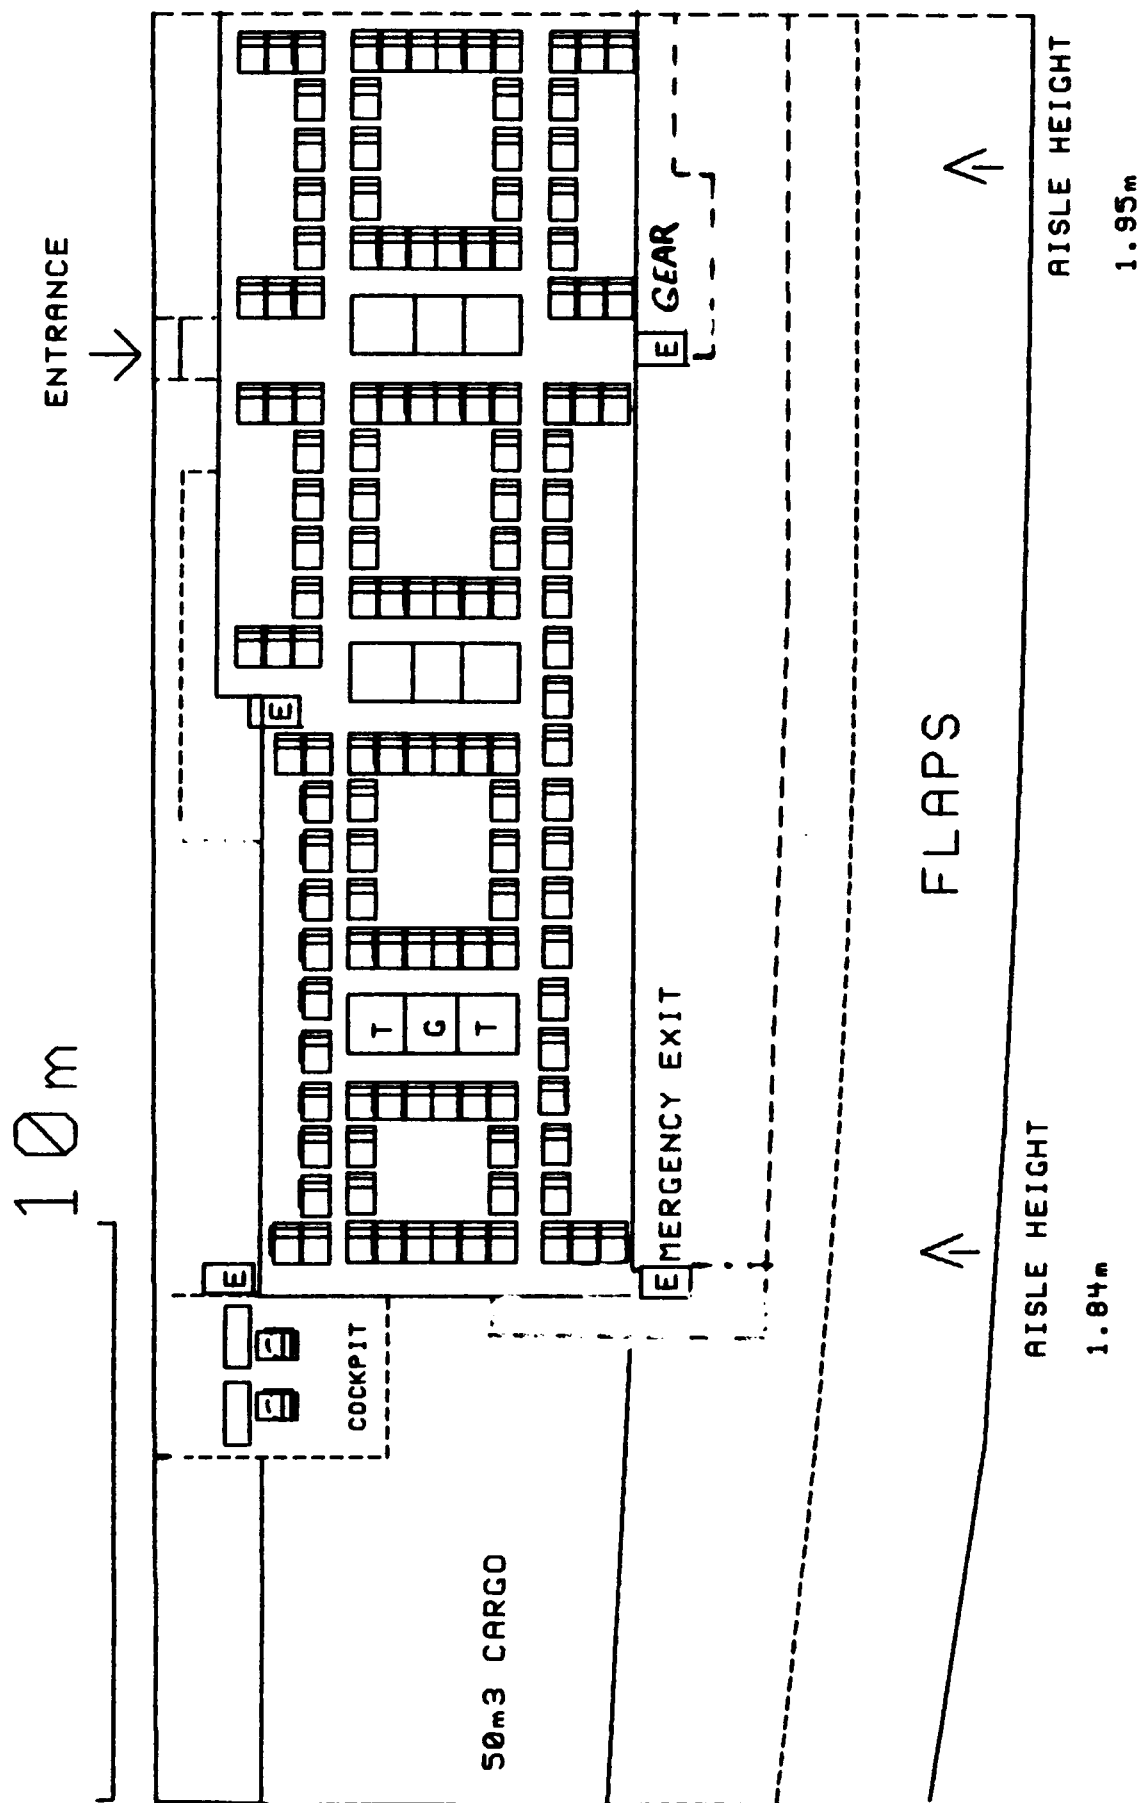 10m
ENTRANCE
E
E
E
GEAR
T
G
T
E
EMERGENCY EXIT
COCKPIT
50m3 CARGO
FLAPS
AISLE HEIGHT
1.84m
AISLE HEIGHT
1.95m